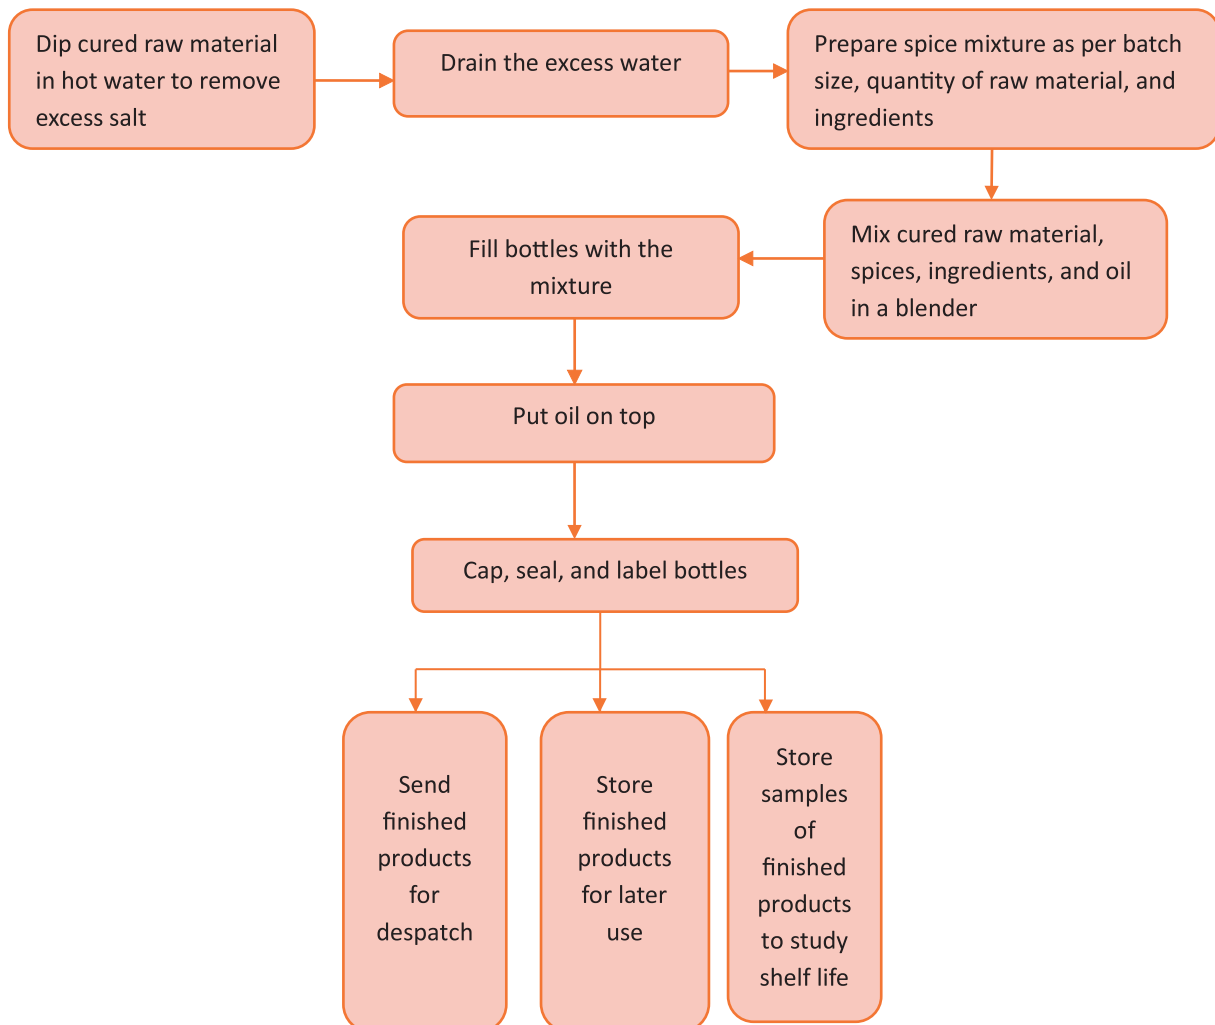 Dip cured raw material
in hot water to remove
excess salt
Drain the excess water
Prepare spice mixture as per batch
size, quantity of raw material, and
ingredients
Mix cured raw material,
spices, ingredients, and oil
in a blender
Fill bottles with the
mixture
Put oil on top
Cap, seal, and label bottles
Send
finished
products
for
despatch
Store
finished
products
for later
use
Store
samples
of
finished
products
to study
shelf life